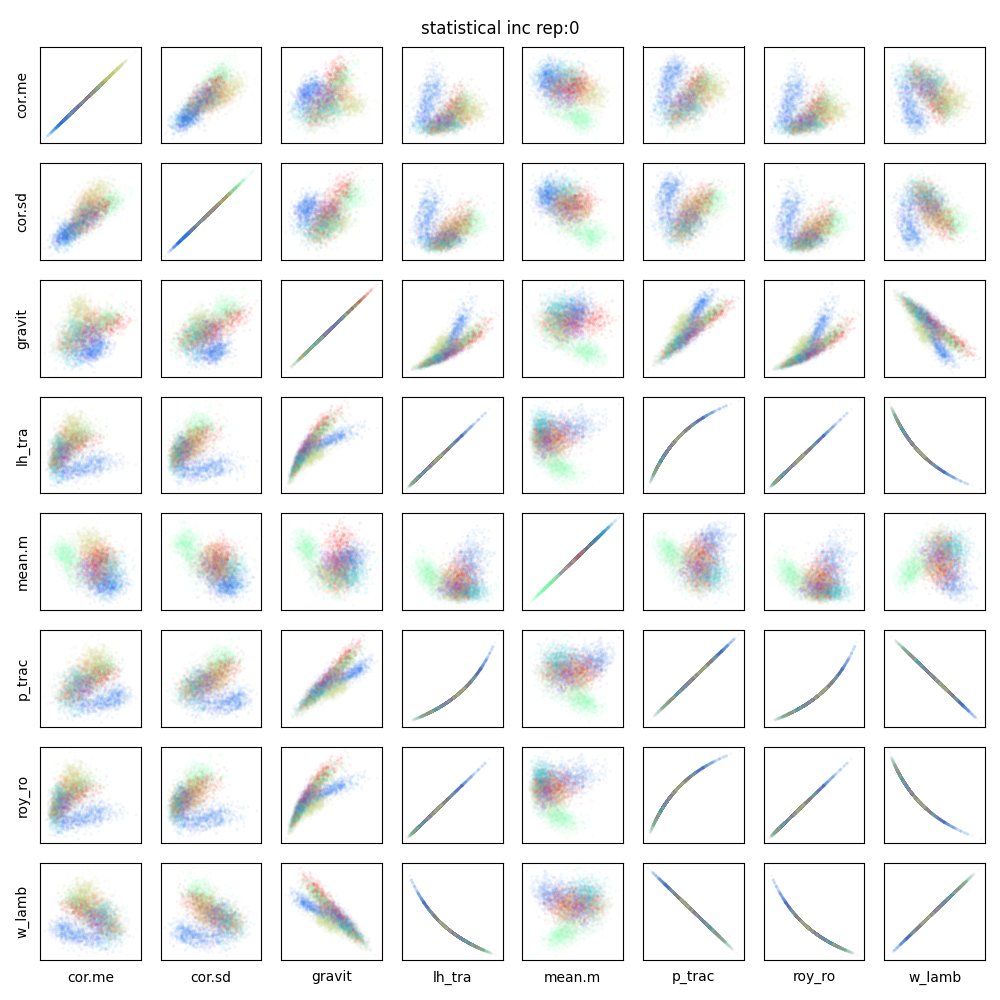 statistical inc rep:0
cor.me
cor.sd
gravit
lh_tra
mean.m
p_trac
roy_ro
w_lamb
cor.me cor.sd gravit lh_tra mean.m p_trac roy_ro w_lamb